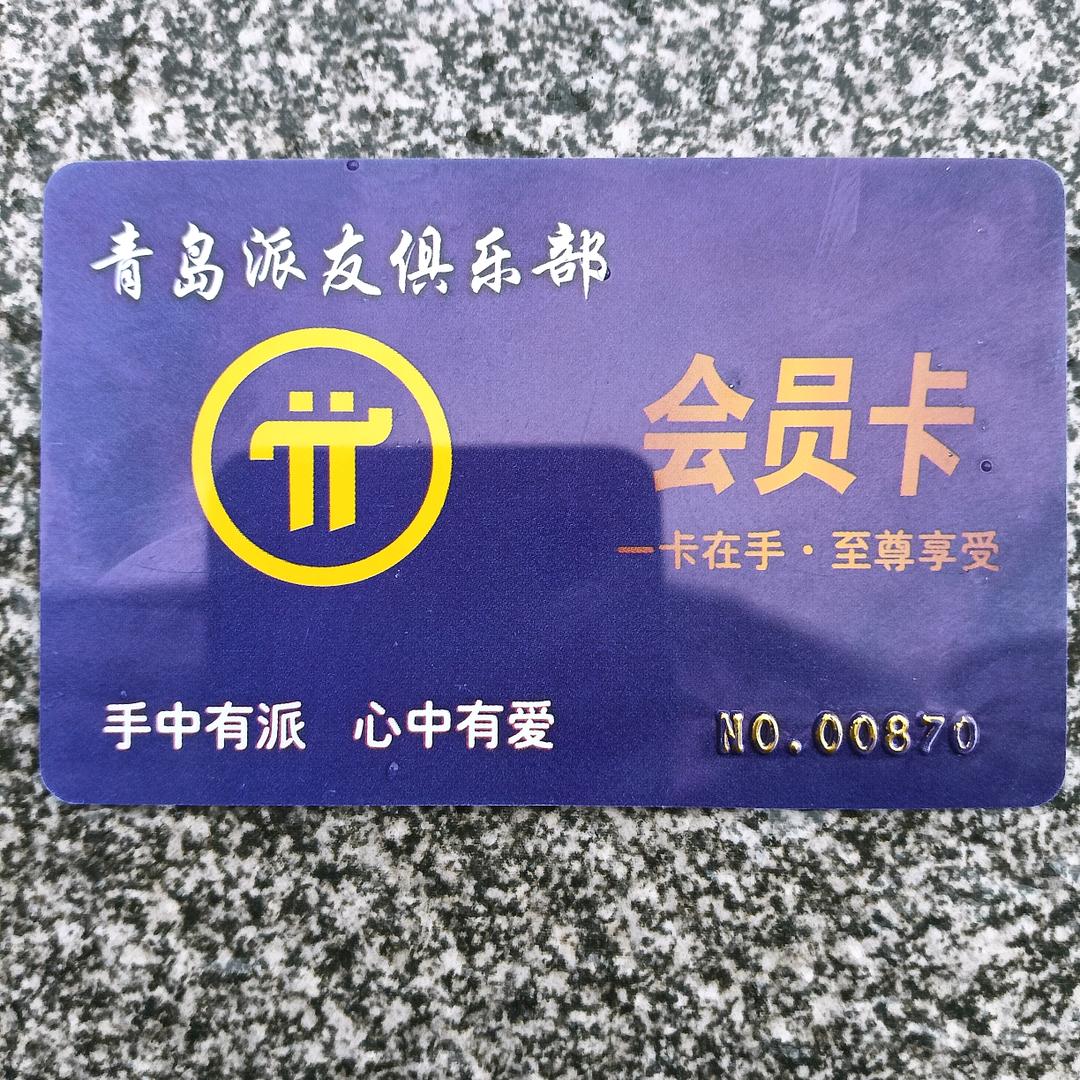 青岛派友俱乐部
会员卡
一卡在手·至尊享受
手中有派 心中有爱
NO.00870